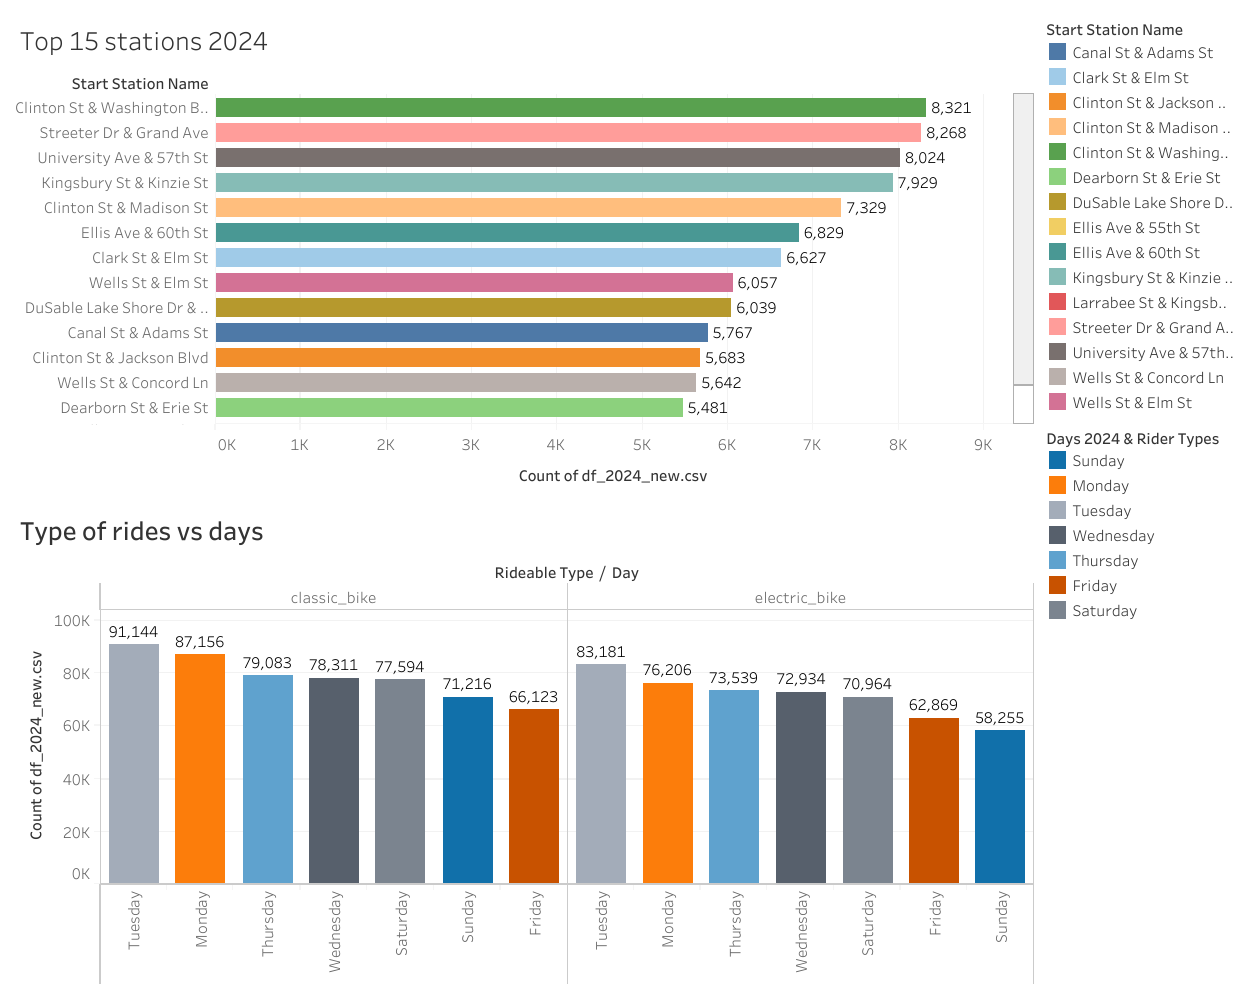 Top 15 stations 2024
Start Station Name
Clinton St & Washington B.. 8,321
Streeter Dr & Grand Ave 8,268
University Ave & 57th St 8,024
Kingsbury St & Kinzie St 7,929
Clinton St & Madison St 7,329
Ellis Ave & 60th St 6,829
Clark St & Elm St 6,627
Wells St & Elm St 6,057
DuSable Lake Shore Dr & .. 6,039
Canal St & Adams St 5,767
Clinton St & Jackson Blvd 5,683
Wells St & Concord Ln 5,642
Dearborn St & Erie St 5,481
0K 1K 2K 3K 4K 5K 6K 7K 8K 9K
Count of df_2024_new.csv
Start Station Name
Canal St & Adams St
Clark St & Elm St
Clinton St & Jackson ..
Clinton St & Madison ..
Clinton St & Washing..
Dearborn St & Erie St
DuSable Lake Shore D..
Ellis Ave & 55th St
Ellis Ave & 60th St
Kingsbury St & Kinzie ..
Larrabee St & Kingsb..
Streeter Dr & Grand A..
University Ave & 57th..
Wells St & Concord Ln
Wells St & Elm St
Days 2024 & Rider Types
Sunday
Monday
Tuesday
Wednesday
Thursday
Friday
Saturday
Type of rides vs days
Rideable Type / Day
classic_bike electric_bike
Count of df_2024_new.csv
100K
80K
60K
40K
20K
0K
91,144 87,156 79,083 78,311 77,594 71,216 66,123 83,181 76,206 73,539 72,934 70,964 62,869 58,255
Tuesday Monday Thursday Wednesday Saturday Sunday Friday Tuesday Monday Thursday Wednesday Saturday Friday Sunday